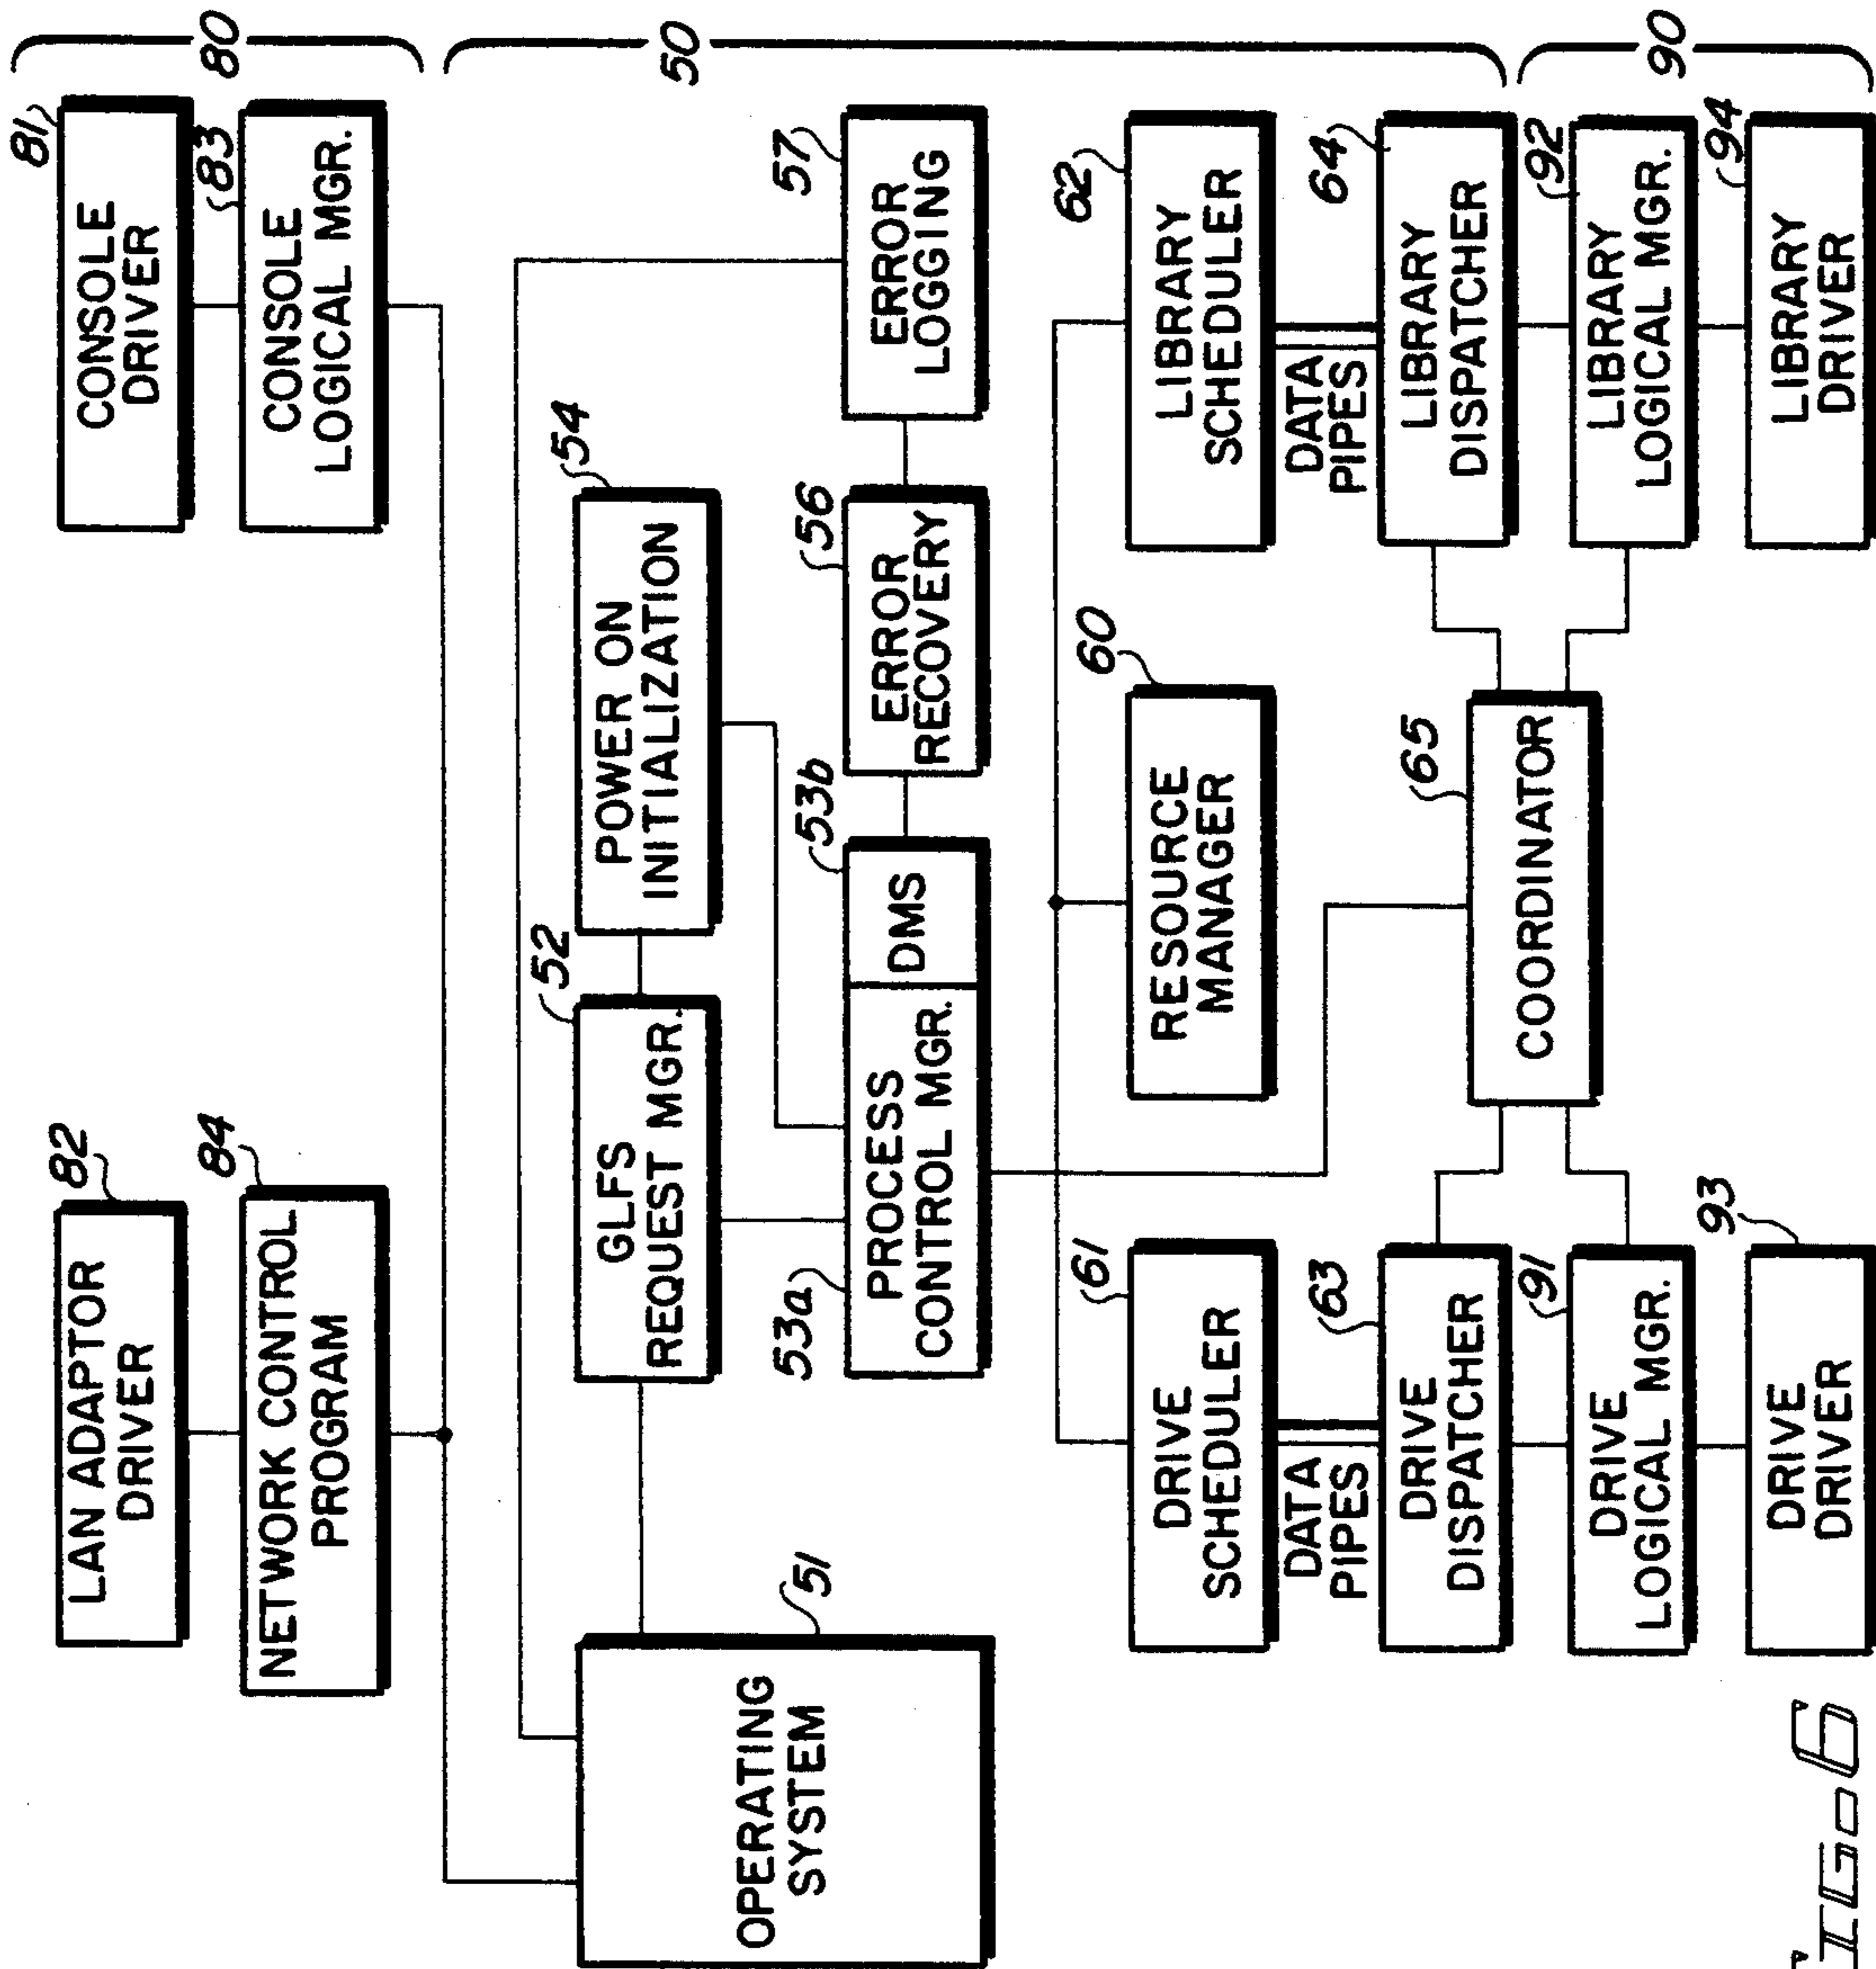 82
LAN ADAPTOR
DRIVER
84
NETWORK CONTROL
PROGRAM
81
CONSOLE
DRIVER
83
CONSOLE
LOGICAL MGR.
80
OPERATING
SYSTEM
51
52
GLFS
REQUEST MGR.
54
POWER ON
INITIALIZATION
53a
PROCESS
CONTROL MGR.
53b
DMS
56
ERROR
RECOVERY
57
ERROR
LOGGING
50
61
DRIVE
SCHEDULER
60
RESOURCE
MANAGER
62
LIBRARY
SCHEDULER
DATA
PIPES
DATA
PIPES
63
DRIVE
DISPATCHER
65
COORDINATOR
64
LIBRARY
DISPATCHER
91
DRIVE
LOGICAL MGR.
92
LIBRARY
LOGICAL MGR.
93
DRIVE
DRIVER
94
LIBRARY
DRIVER
90
IG. 6